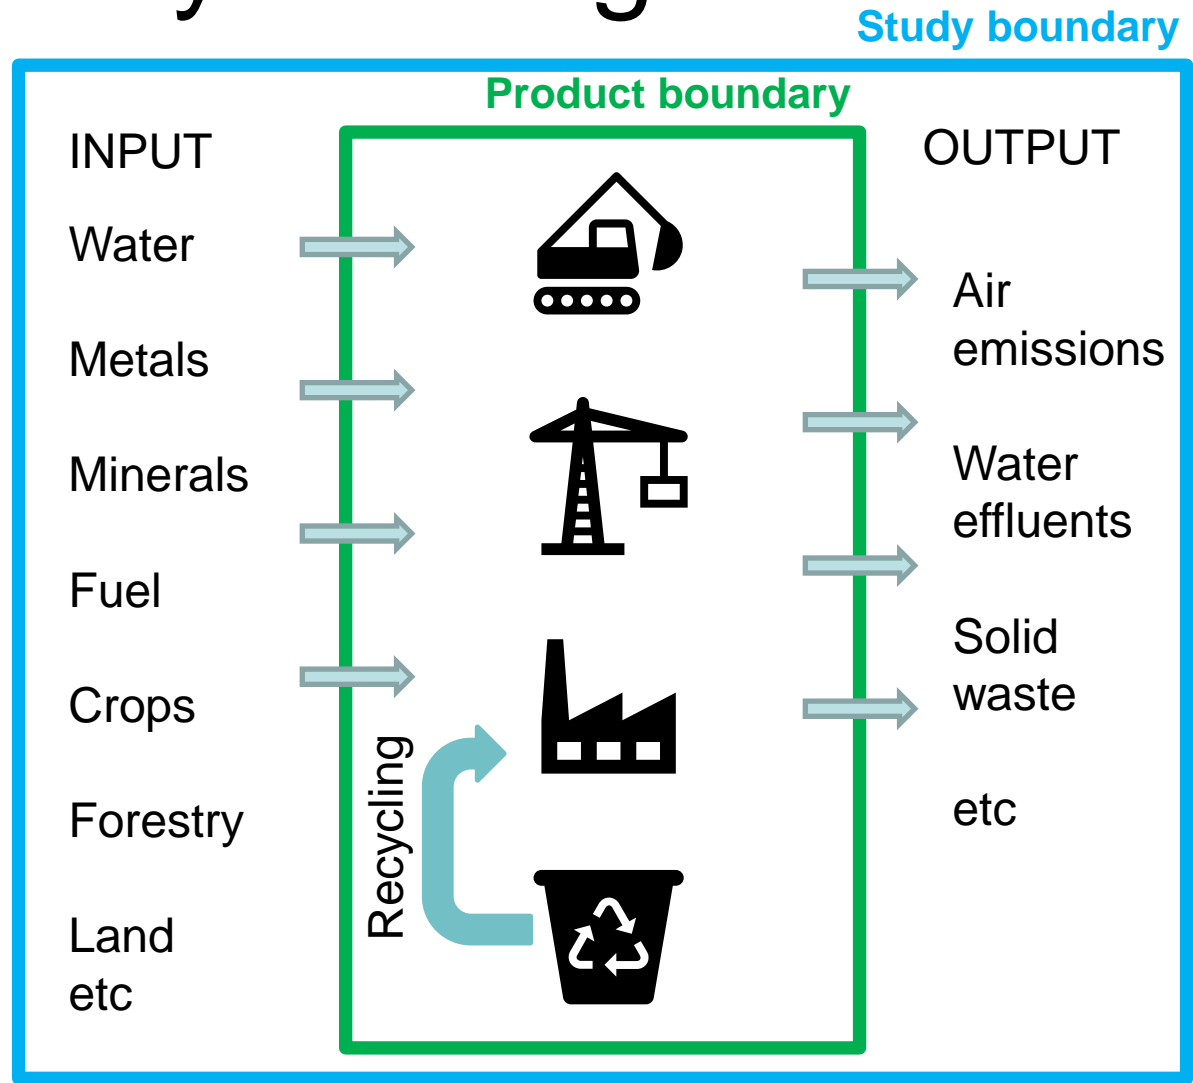 Study boundary
Product boundary
INPUT
Water
Metals
Minerals
Fuel
Crops
Forestry
Land
etc
Recycling
OUTPUT
Air
emissions
Water
effluents
Solid
waste
etc